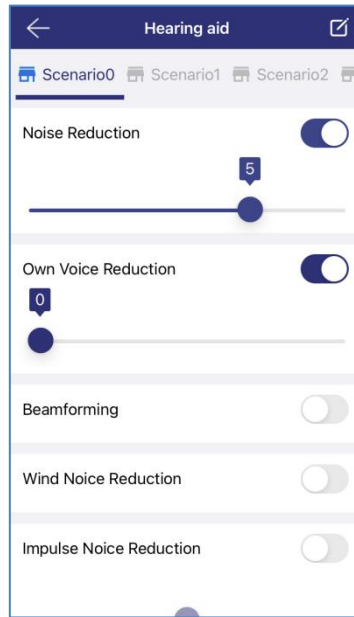 Hearing aid
Scenario0 Scenario1 Scenario2
Noise Reduction
5
Own Voice Reduction
0
Beamforming
Wind Noice Reduction
Impulse Noice Reduction